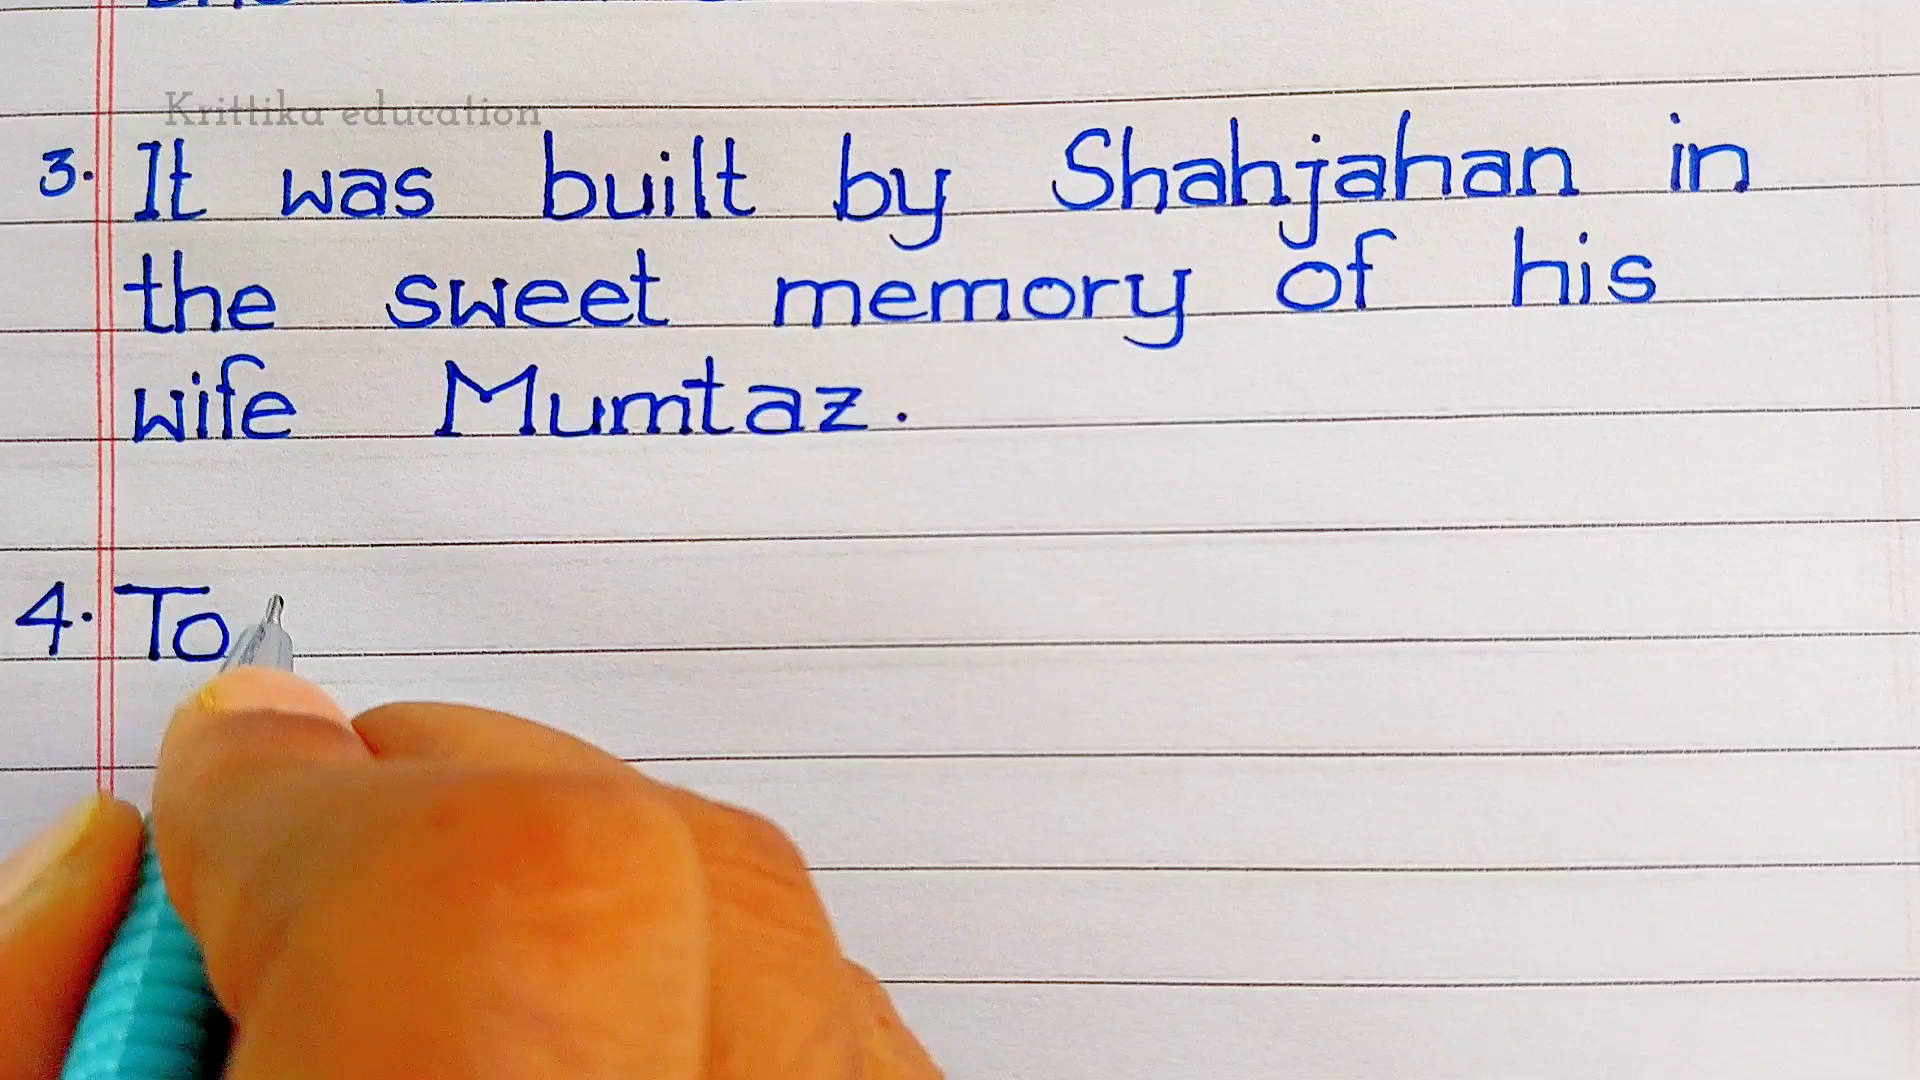 Krittika education
3. It was built by Shahjahan in
the sweet memory of his
wife Mumtaz.
4. To